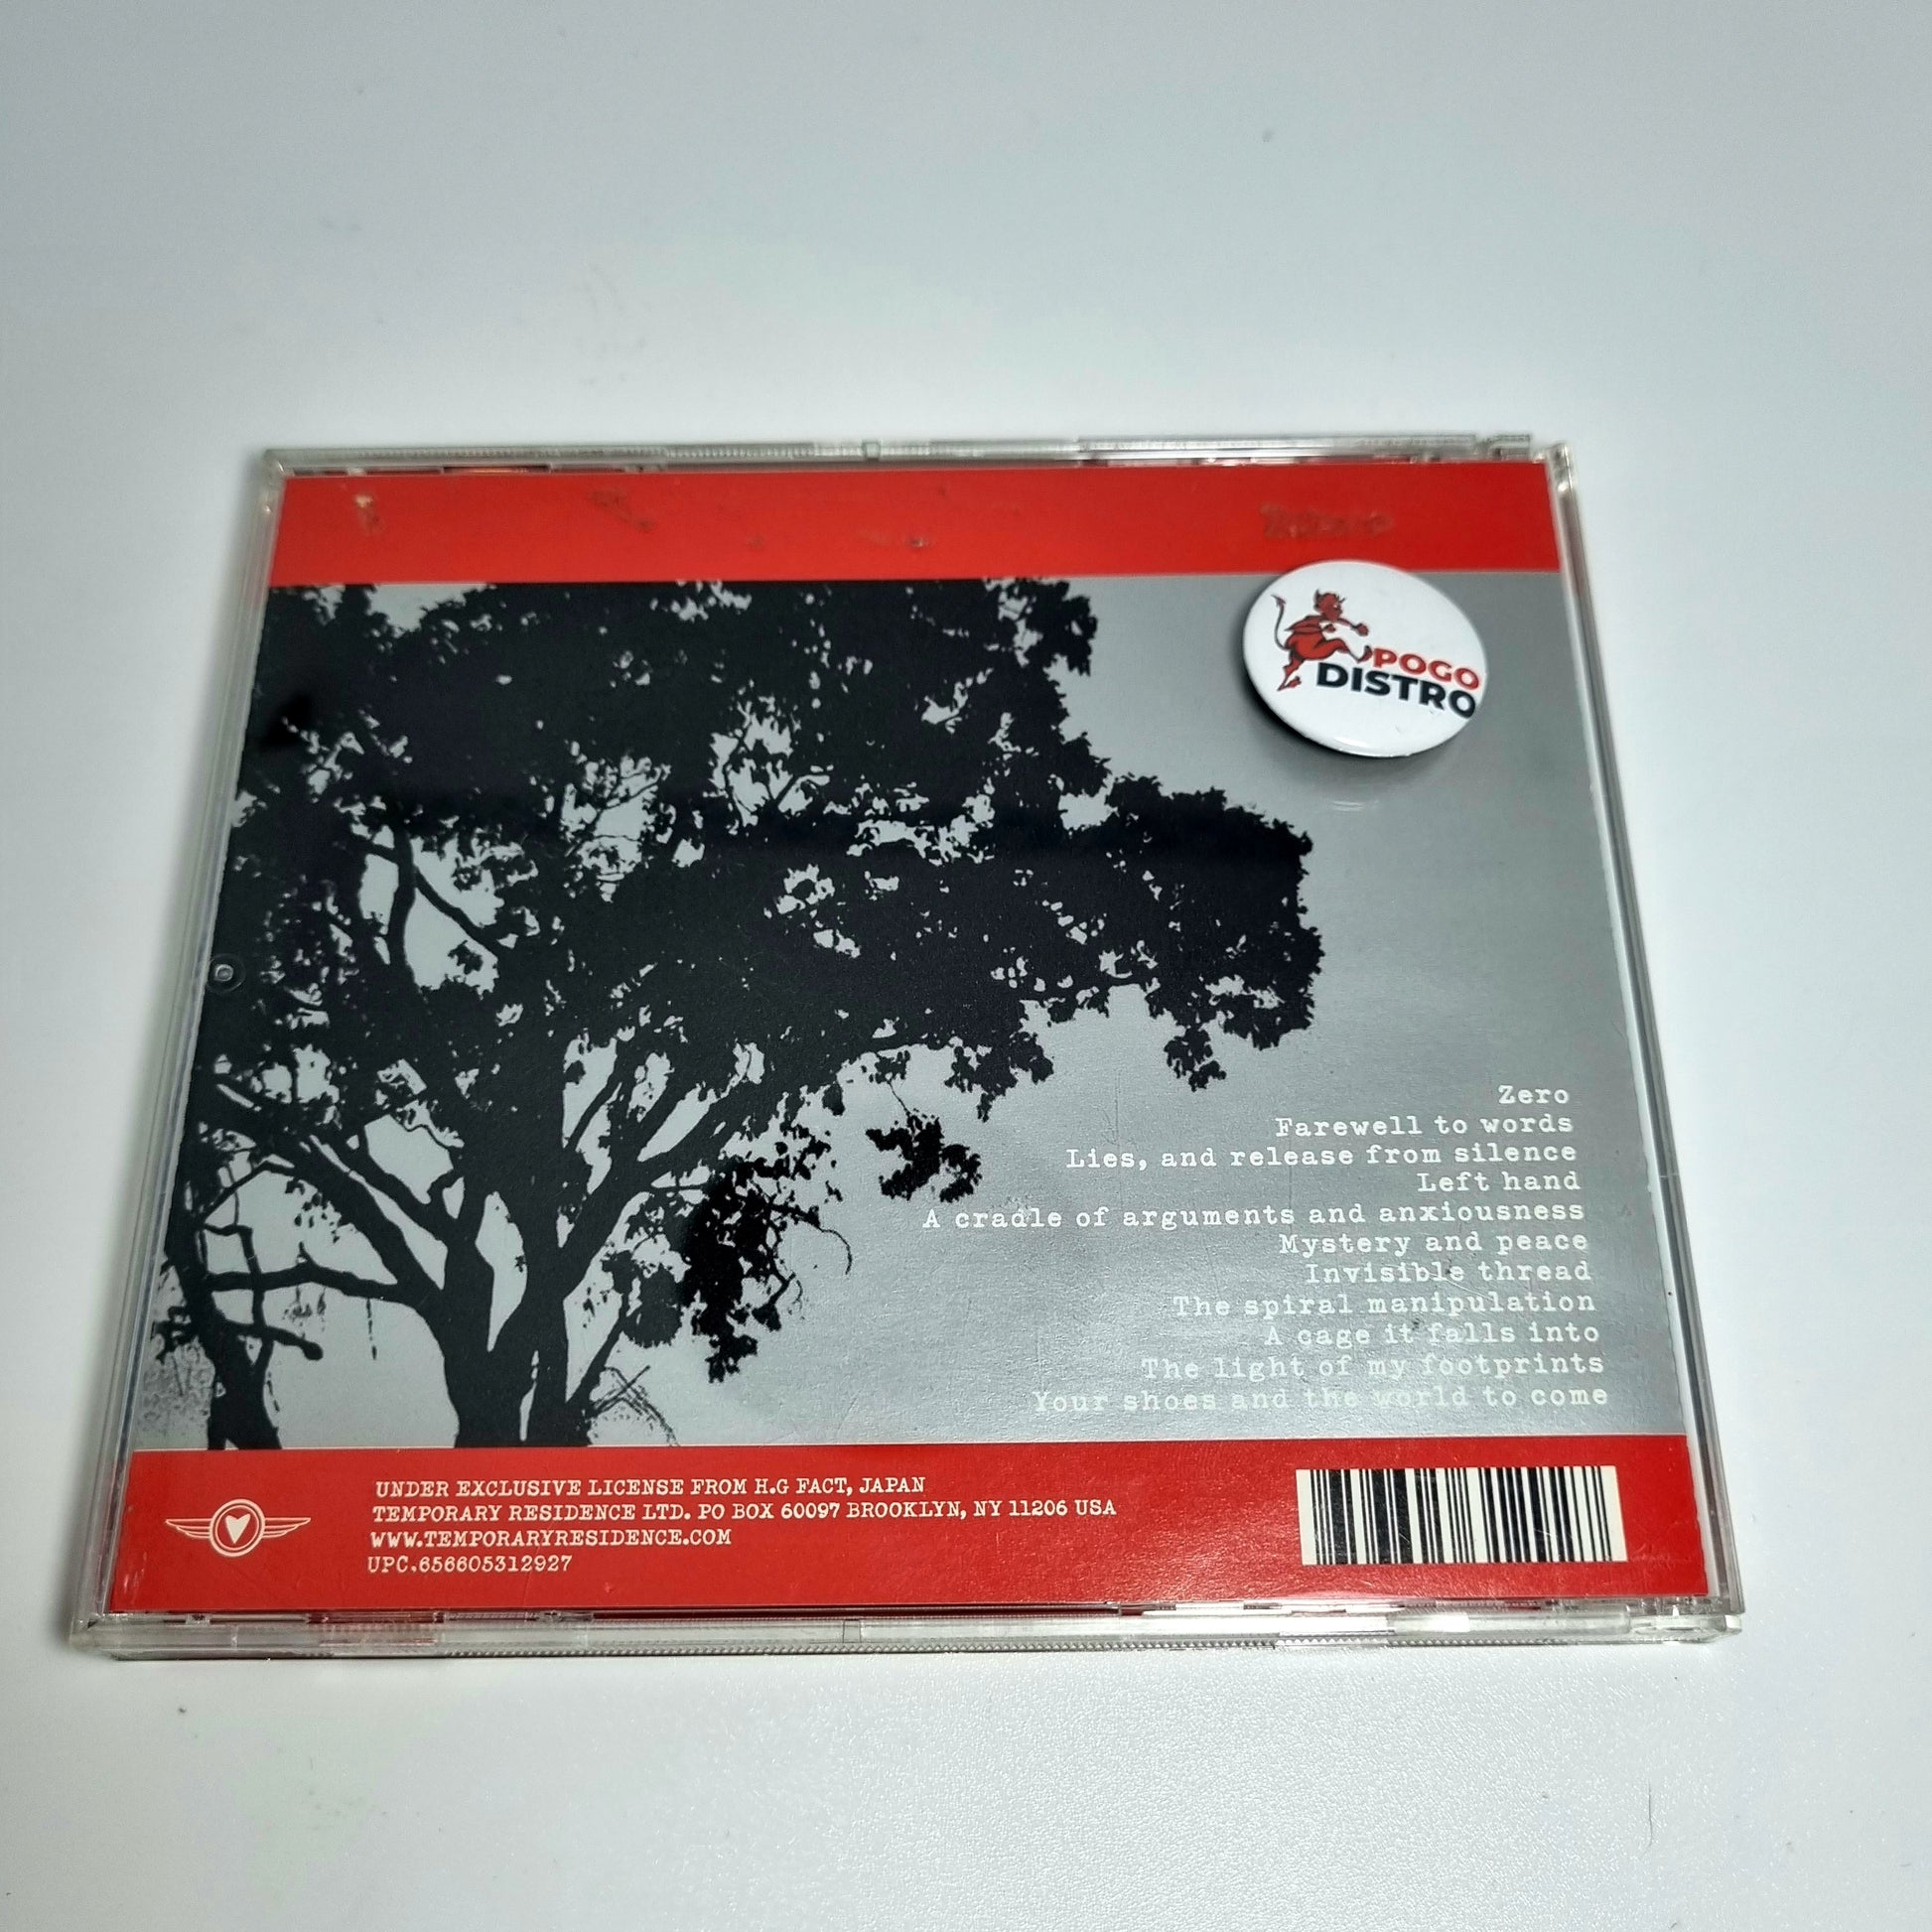 POGO
DISTRO
Zero
Farewell to words
Lies, and release from silence
Left hand
A cradle of arguments and anxiousness
Mystery and peace
Invisible thread
The spiral manipulation
A cage it falls into
The light of my footprints
Your shoes and the world to come
UNDER EXCLUSIVE LICENSE FROM H.G FACT, JAPAN
TEMPORARY RESIDENCE LTD. PO BOX 60097 BROOKLYN, NY 11206 USA
WWW.TEMPORARYRESIDENCE.COM
UPC.656605312927